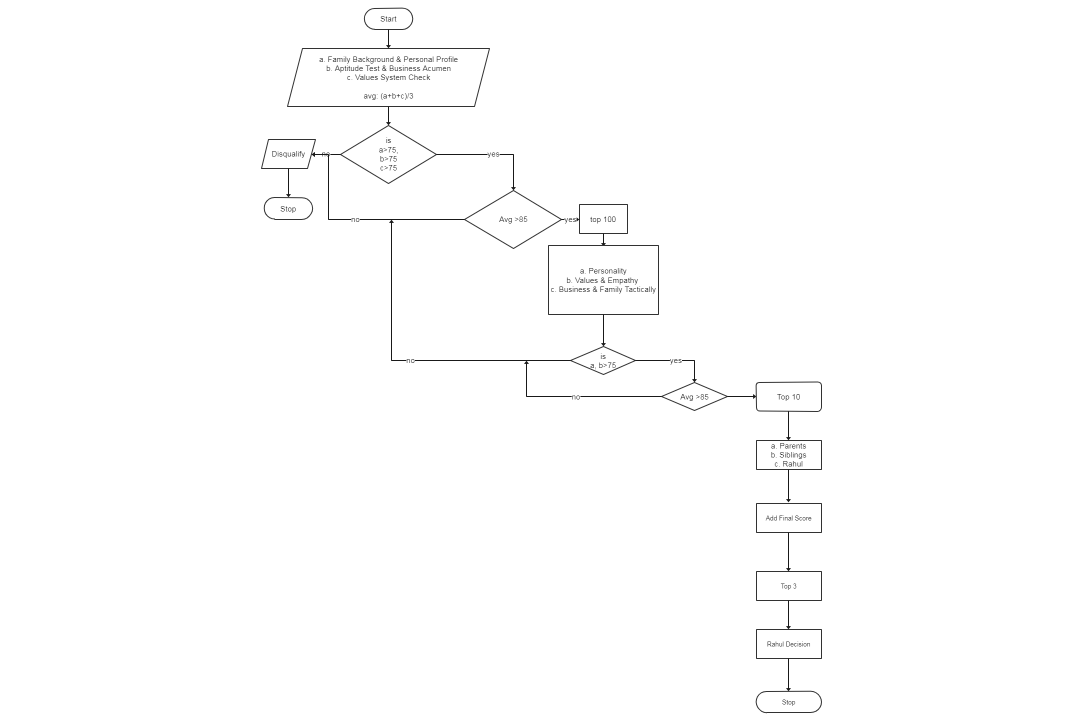 Start
a. Family Background & Personal Profile
b. Aptitude Test & Business Acumen
c. Values System Check
avg: (a+b+c)/3
is
a>75,
b>75
c>75
Disqualify
no
yes
Stop
no
Avg >85
yes
top 100
a. Personality
b. Values & Empathy
c. Business & Family Tactically
no
is
a, b>75
yes
no
Avg >85
Top 10
a. Parents
b. Siblings
c. Rahul
Add Final Score
Top 3
Rahul Decision
Stop